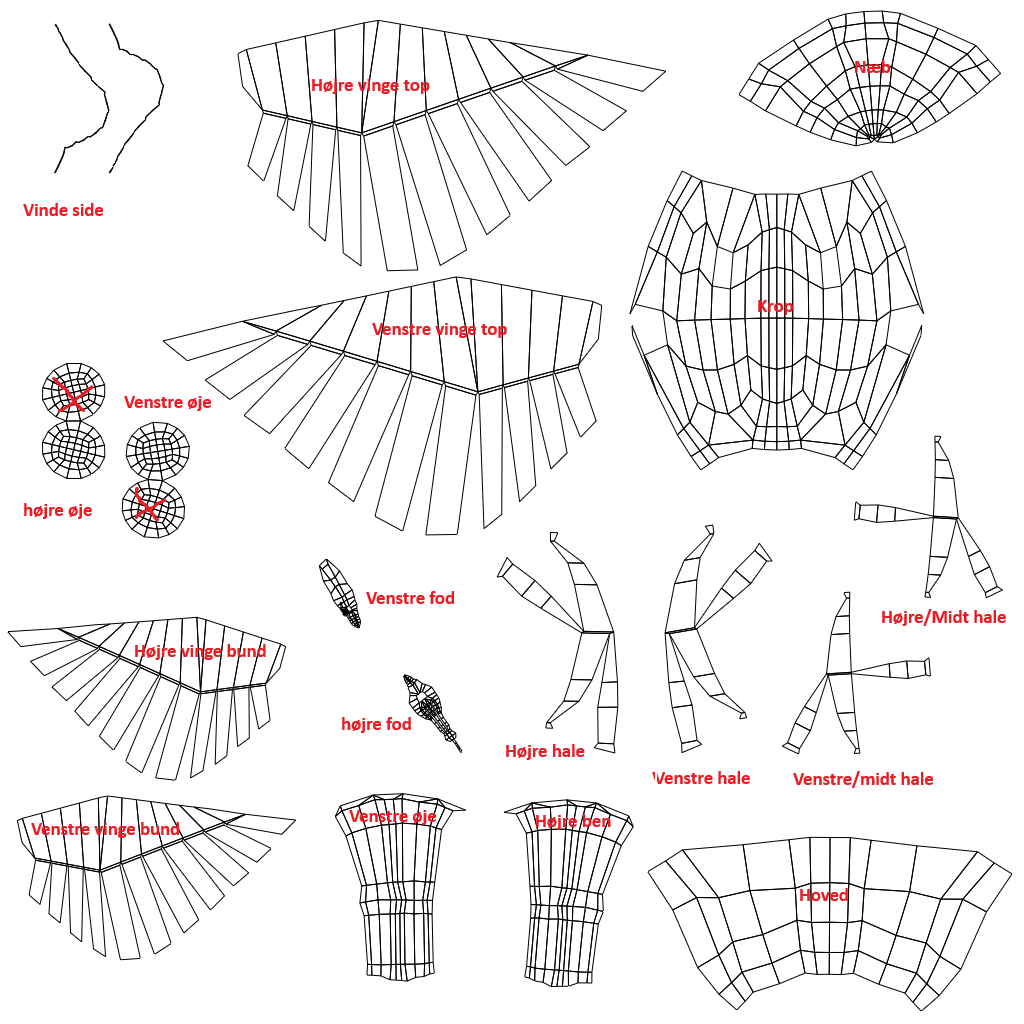 Højre vinge top
Næb
Vinde side
Krop
Venstre vinge top
Venstre øje
højre øje
Venstre fod
Højre/Midt hale
Højre vinge bund
højre fod
Højre hale
Venstre hale
Venstre/midt hale
Venstre øje
Højre ben
Venstre vinge bund
Hoved